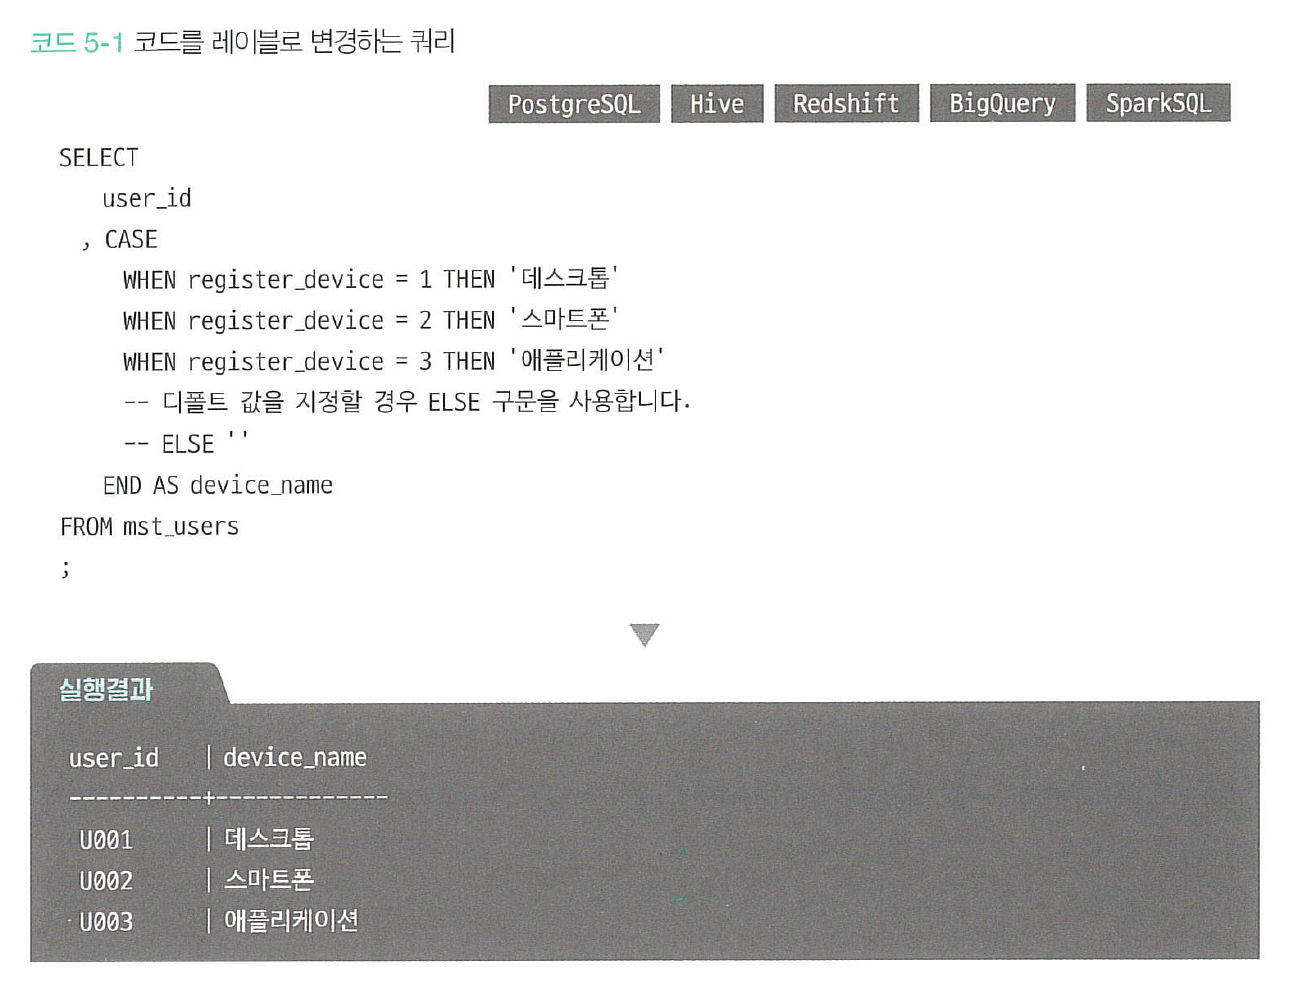 코드 5-1 코드를 레이블로 변경하는 쿼리
PostgreSQL Hive Redshift BigQuery SparkSQL
SELECT
user_id
, CASE
WHEN register_device = 1 THEN '데스크톱'
WHEN register_device = 2 THEN '스마트폰'
WHEN register_device = 3 THEN '애플리케이션'
-- 디폴트 값을 지정할 경우 ELSE 구문을 사용합니다.
-- ELSE ''
END AS device_name
FROM mst_users
;
실행결과
user_id | device_name
----------+-------------
U001 | 데스크톱
U002 | 스마트폰
U003 | 애플리케이션